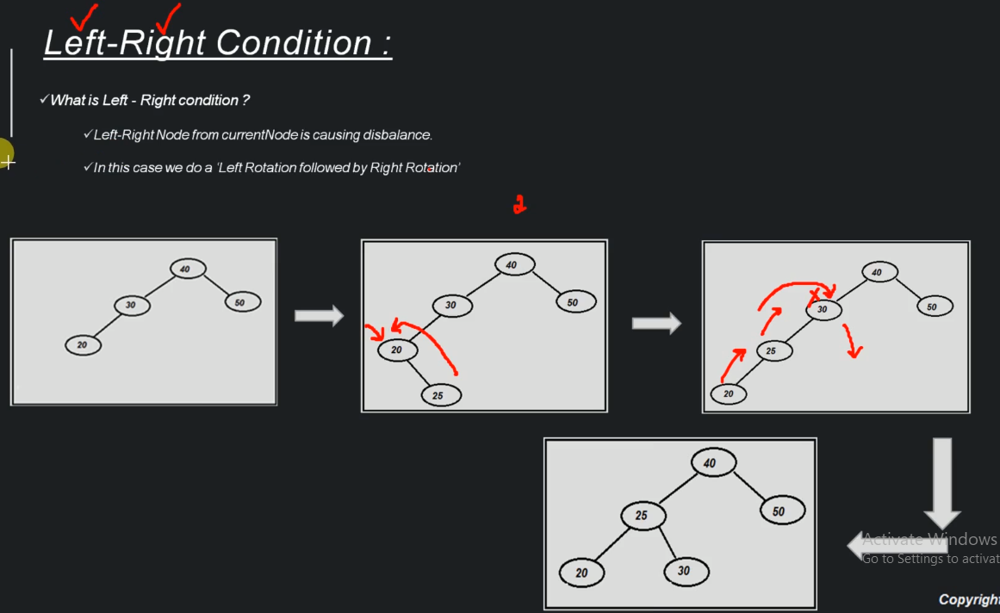 Left-Right Condition :
✓What is Left - Right condition ?
✓Left-Right Node from currentNode is causing disbalance.
✓In this case we do a ‘Left Rotation followed by Right Rotation’
40
30
50
20
40
30
50
20
25
40
30
50
25
20
40
25
50
20
30
Activate Windows
Go to Settings to activat
Copyright